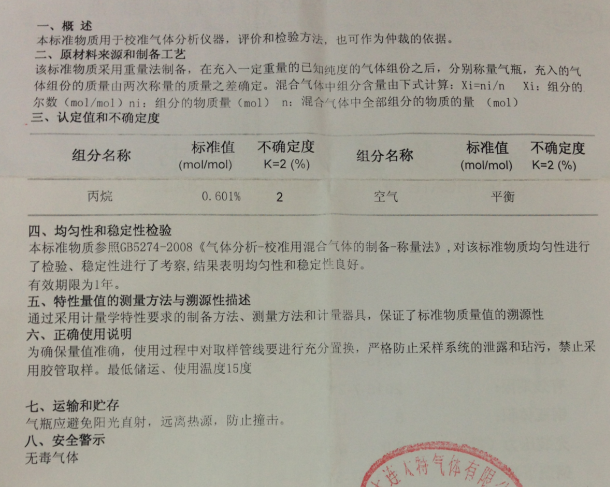 一、概 述
本标准物质用于校准气体分析仪器，评价和检验方法，也可作为仲裁的依据。
二、原材料来源和制备工艺
该标准物质采用重量法制备，在充入一定重量的已知纯度的气体组份之后，分别称量气瓶，充入的气
体组份的质量由两次称量的质量之差确定。混合气体中组分含量由下式计算：Xi=ni/n Xi：组分的
尔数（mol/mol）ni：组分的物质量（mol） n：混合气体中全部组分的物质的量 （mol）
三、认定值和不确定度
组分名称 标准值 (mol/mol) 不确定度 K=2 (%) 组分名称 标准值 (mol/mol) 不确定度 K=2 (%)
丙烷 0.601% 2 空气 平衡
四、均匀性和稳定性检验
本标准物质参照GB5274-2008《气体分析-校准用混合气体的制备-称量法》,对该标准物质均匀性进行
了检验、稳定性进行了考察,结果表明均匀性和稳定性良好。
有效期限为1年。
五、特性量值的测量方法与溯源性描述
通过采用计量学特性要求的制备方法、测量方法和计量器具，保证了标准物质量值的溯源性
六、正确使用说明
为确保量值准确，使用过程中对取样管线要进行充分置换，严格防止采样系统的泄露和玷污，禁止采
用胶管取样。最低储运、使用温度15度
七、运输和贮存
气瓶应避免阳光直射，远离热源，防止撞击。
八、安全警示
无毒气体
连大特气体有限公